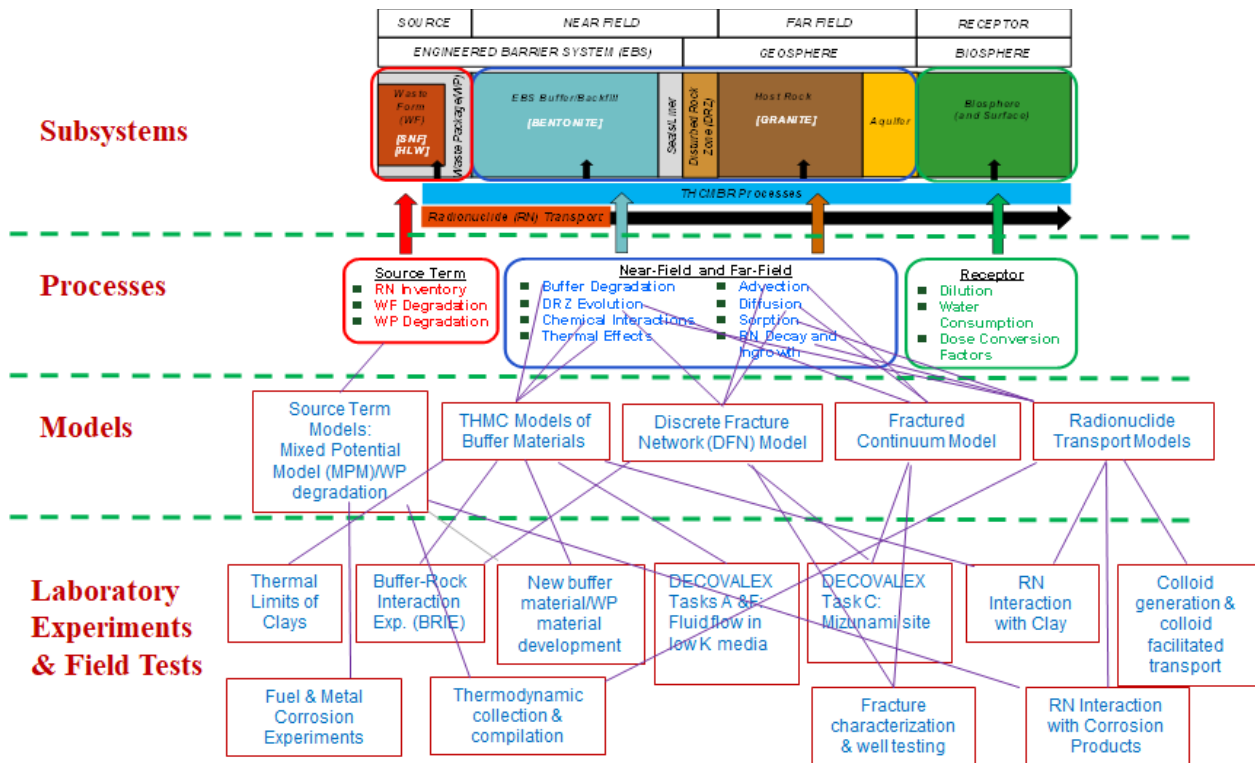 SOURCE
NEAR FIELD
FAR FIELD
RECEPTOR
ENGINEERED BARRIER SYSTEM (EBS)
GEOSPHERE
BIOSPHERE
Subsystems
Waste
Form
(WF)
[SNF]
[HLW]
Waste Package(WP)
EBS Buffer/Backfill
[BENTONITE]
Seals/Liner
Disturbed Rock
Zone (DRZ)
Host Rock
[GRANITE]
Aquifer
Biosphere
(and Surface)
THCMBR Processes
Radionuclide (RN) Transport
Processes
Source Term
RN Inventory
WF Degradation
WP Degradation
Near-Field and Far-Field
Buffer Degradation
DRZ Evolution
Chemical Interactions
Thermal Effects
Advection
Diffusion
Sorption
RN Decay and
Ingrowth
Receptor
Dilution
Water
Consumption
Dose Conversion
Factors
Models
Source Term
Models:
Mixed Potential
Model (MPM)/WP
degradation
THMC Models of
Buffer Materials
Discrete Fracture
Network (DFN) Model
Fractured
Continuum Model
Radionuclide
Transport Models
Laboratory
Experiments
& Field Tests
Thermal
Limits of
Clays
Buffer-Rock
Interaction
Exp. (BRIE)
New buffer
material/WP
material
development
DECOVALEX
Tasks A &F:
Fluid flow in
low K media
DECOVALEX
Task C:
Mizunami site
RN
Interaction
with Clay
Colloid
generation &
colloid
facilitated
transport
Fuel & Metal
Corrosion
Experiments
Thermodynamic
collection &
compilation
Fracture
characterization
& well testing
RN Interaction
with Corrosion
Products